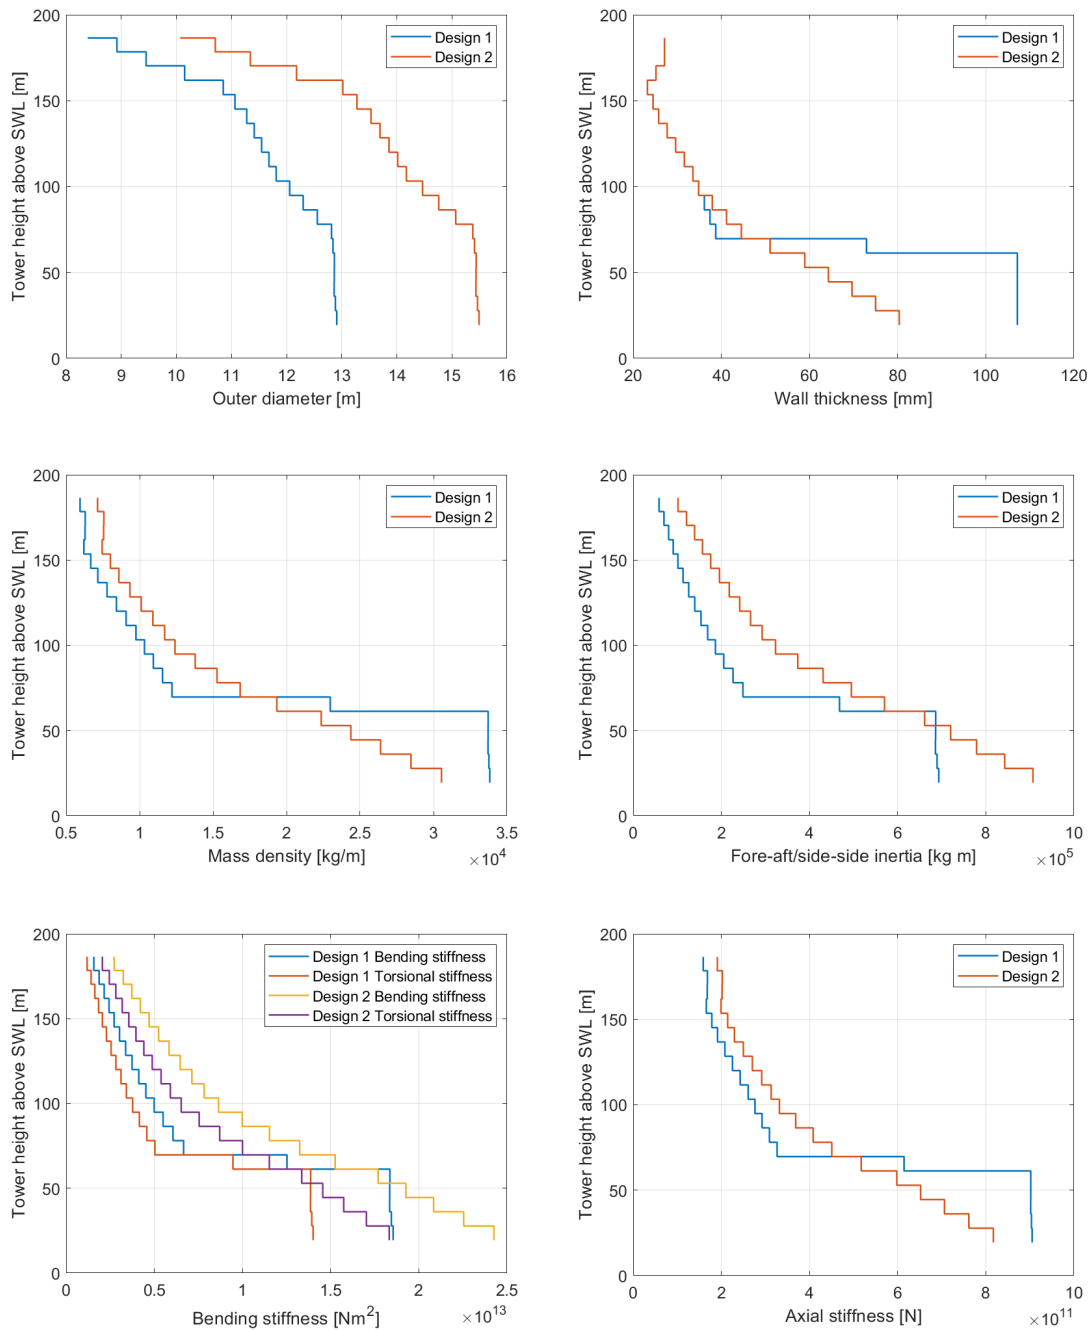 200
150
100
50
0
Tower height above SWL [m]
8 9 10 11 12 13 14 15 16
Outer diameter [m]
Design 1
Design 2
200
150
100
50
0
Tower height above SWL [m]
20 40 60 80 100 120
Wall thickness [mm]
Design 1
Design 2
200
150
100
50
0
Tower height above SWL [m]
0.5 1 1.5 2 2.5 3 3.5
Mass density [kg/m]
×10⁴
Design 1
Design 2
200
150
100
50
0
Tower height above SWL [m]
0 2 4 6 8 10
Fore-aft/side-side inertia [kg m]
×10⁵
Design 1
Design 2
200
150
100
50
0
Tower height above SWL [m]
0 0.5 1 1.5 2 2.5
Bending stiffness [Nm²]
×10¹³
Design 1 Bending stiffness
Design 1 Torsional stiffness
Design 2 Bending stiffness
Design 2 Torsional stiffness
200
150
100
50
0
Tower height above SWL [m]
0 2 4 6 8 10
Axial stiffness [N]
×10¹¹
Design 1
Design 2